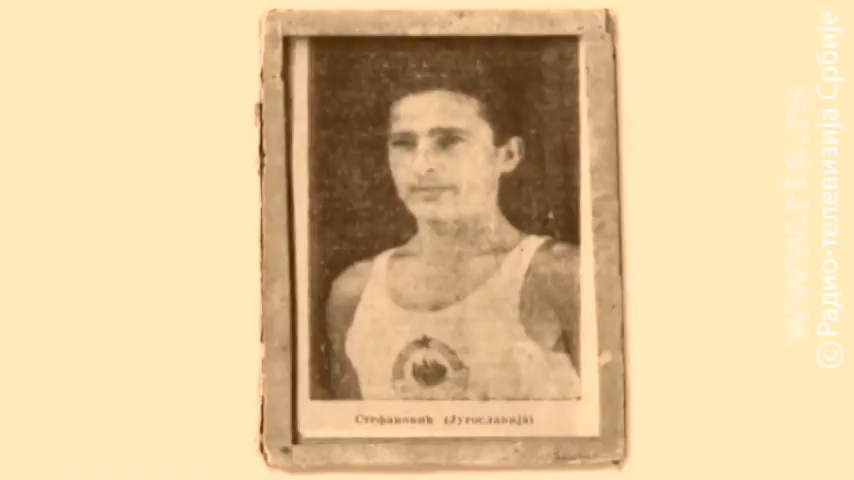 Стефановић (Југославија)
www.rts.rs
© Радио-телевизија Србије